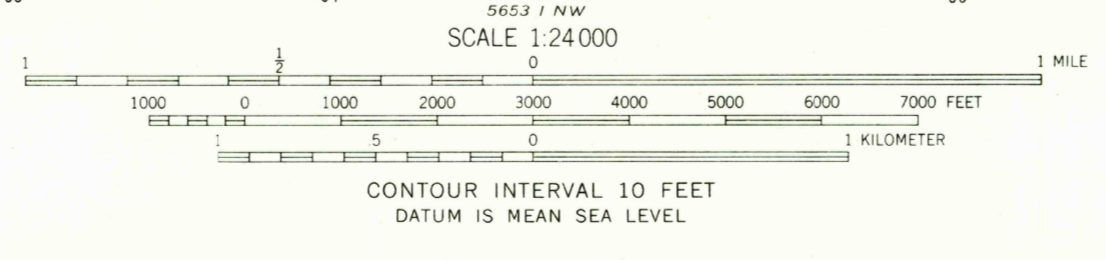 5653 I NW
SCALE 1:24 000
1 1/2 0 1 MILE
1000 0 1000 2000 3000 4000 5000 6000 7000 FEET
1 .5 0 1 KILOMETER
CONTOUR INTERVAL 10 FEET
DATUM IS MEAN SEA LEVEL